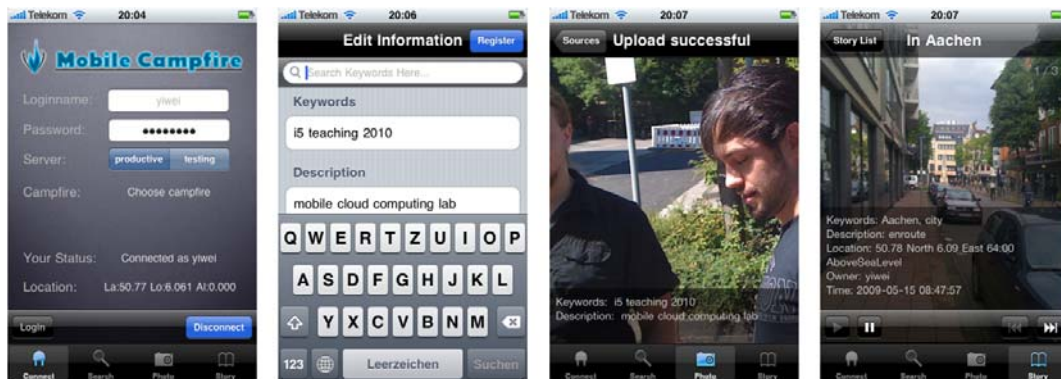 Telekom 20:04
Mobile Campfire
Loginname: yiwei
Password: ●●●●●●●●
Server: productive testing
Campfire: Choose campfire
Your Status: Connected as yiwei
Location: La:50.77 Lo:6.061 Al:0.000
Login Disconnect
Connect Search Photo Story
Telekom 20:06
Edit Information Register
Search Keywords Here...
Keywords
i5 teaching 2010
Description
mobile cloud computing lab
Q W E R T Z U I O P
A S D F G H J K L
Y X C V B N M
123 Leerzeichen Suchen
Telekom 20:07
Sources Upload successful
Keywords: i5 teaching 2010
Description: mobile cloud computing lab
Connect Search Photo Story
Telekom 20:07
Story List In Aachen
1/3
Keywords: Aachen, city
Description: enroute
Location: 50.78 North 6.09 East 64:00
AboveSeaLevel
Owner: yiwei
Time: 2009-05-15 08:47:57
Connect Search Photo Story